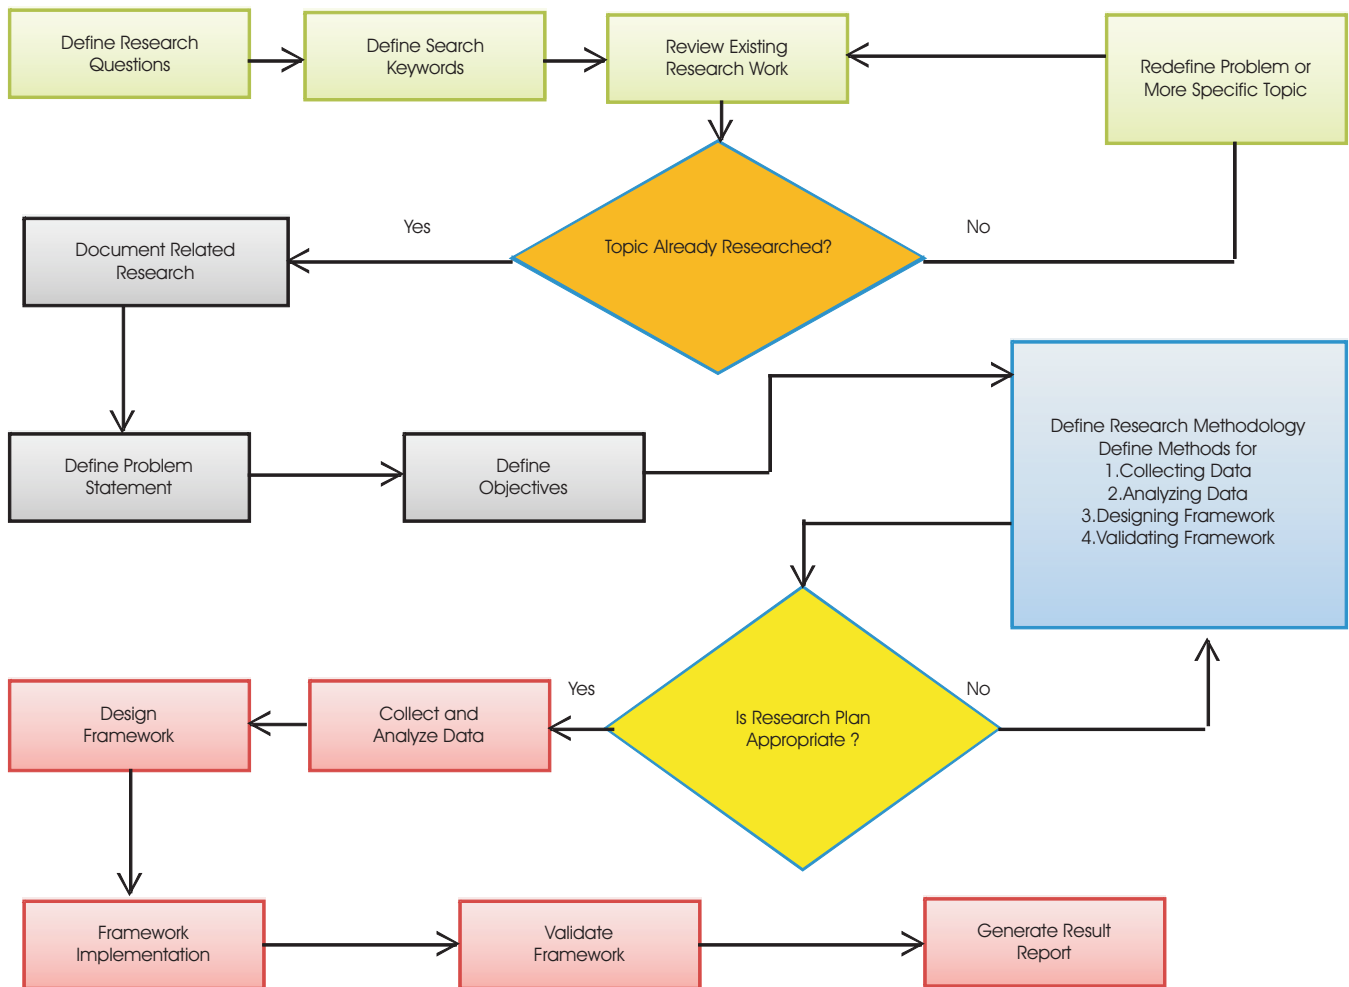 Define Research
Questions
Define Search
Keywords
Review Existing
Research Work
Redefine Problem or
More Specific Topic
Yes
Topic Already Researched?
No
Document Related
Research
Define Problem
Statement
Define
Objectives
Define Research Methodology
Define Methods for
1.Collecting Data
2.Analyzing Data
3.Designing Framework
4.Validating Framework
Design
Framework
Collect and
Analyze Data
Yes
Is Research Plan
Appropriate ?
No
Framework
Implementation
Validate
Framework
Generate Result
Report